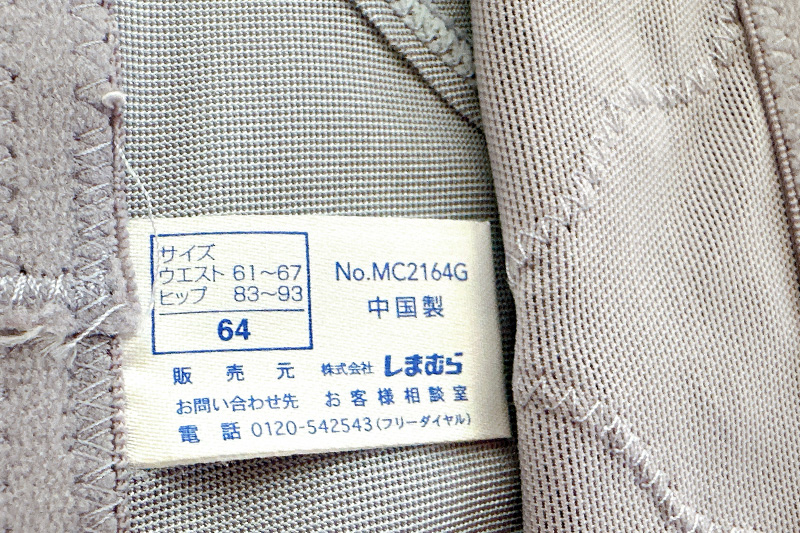 サイズ
ウエスト 61〜67
ヒップ 83〜93
64
No.MC2164G
中国製
販売元 株式会社 しまむら
お問い合わせ先 お客様相談室
電話 0120-542543(フリーダイヤル)